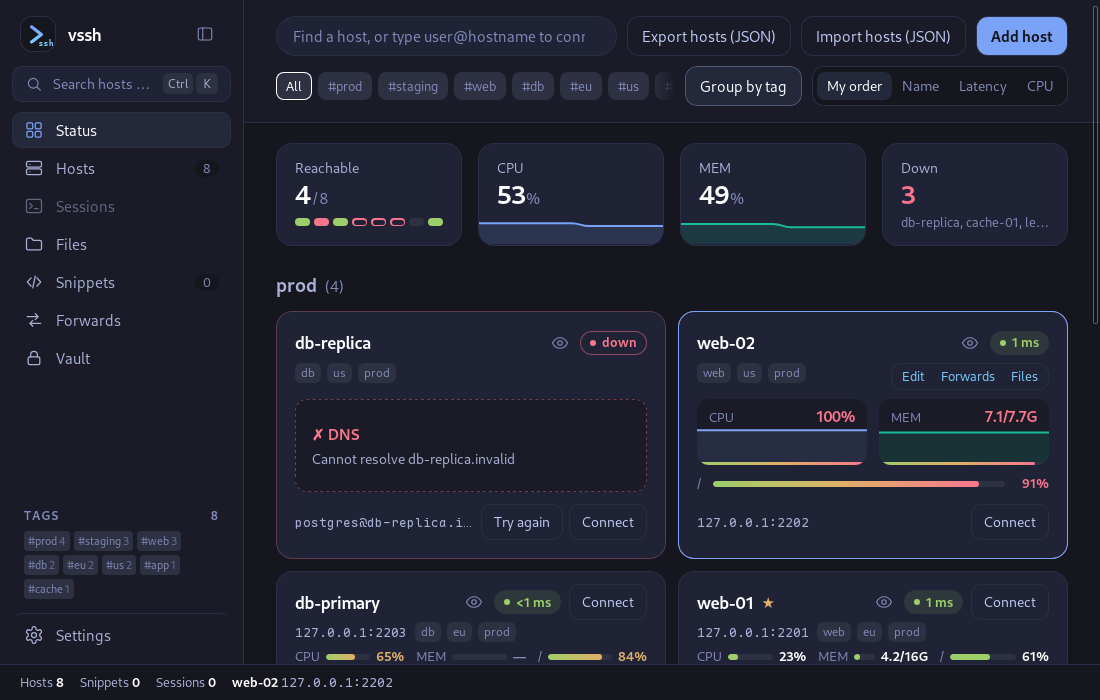 ssh
vssh
Search hosts … Ctrl K
Status
Hosts 8
Sessions
Files
Snippets 0
Forwards
Vault
TAGS 8
#prod 4 #staging 3 #web 3
#db 2 #eu 2 #us 2 #app 1
#cache 1
Settings
Find a host, or type user@hostname to conn
Export hosts (JSON)
Import hosts (JSON)
Add host
All #prod #staging #web #db #eu #us #
Group by tag
My order Name Latency CPU
Reachable
4/8
CPU
53%
MEM
49%
Down
3
db-replica, cache-01, le…
prod (4)
db-replica
down
db us prod
✗ DNS
Cannot resolve db-replica.invalid
postgres@db-replica.i… Try again Connect
web-02
1 ms
web us prod
Edit Forwards Files
CPU 100%
MEM 7.1/7.7G
/ 91%
127.0.0.1:2202 Connect
db-primary <1 ms Connect
127.0.0.1:2203 db eu prod
CPU 65% MEM — / 84%
web-01 ★ 1 ms Connect
127.0.0.1:2201 web eu prod
CPU 23% MEM 4.2/16G / 61%
Hosts 8 Snippets 0 Sessions 0 web-02 127.0.0.1:2202